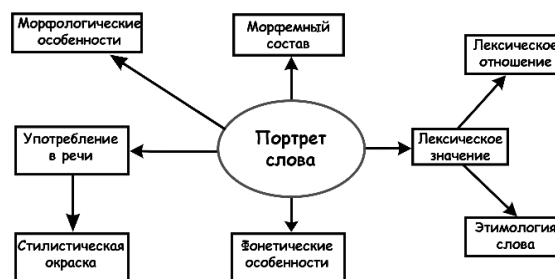 Морфологические
особенности
Морфемный
состав
Лексическое
отношение
Употребление
в речи
Портрет
слова
Лексическое
значение
Стилистическая
окраска
Фонетические
особенности
Этимология
слова